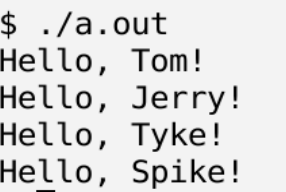 $ ./a.out
Hello, Tom!
Hello, Jerry!
Hello, Tyke!
Hello, Spike!